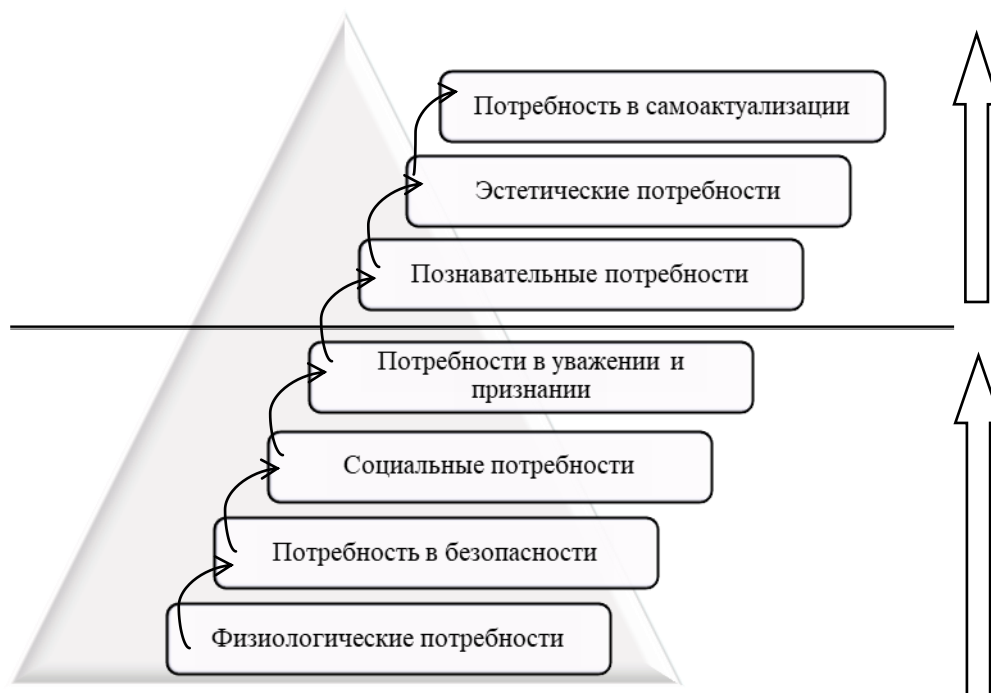 Потребность в самоактуализации
Эстетические потребности
Познавательные потребности
Потребности в уважении и
признании
Социальные потребности
Потребность в безопасности
Физиологические потребности